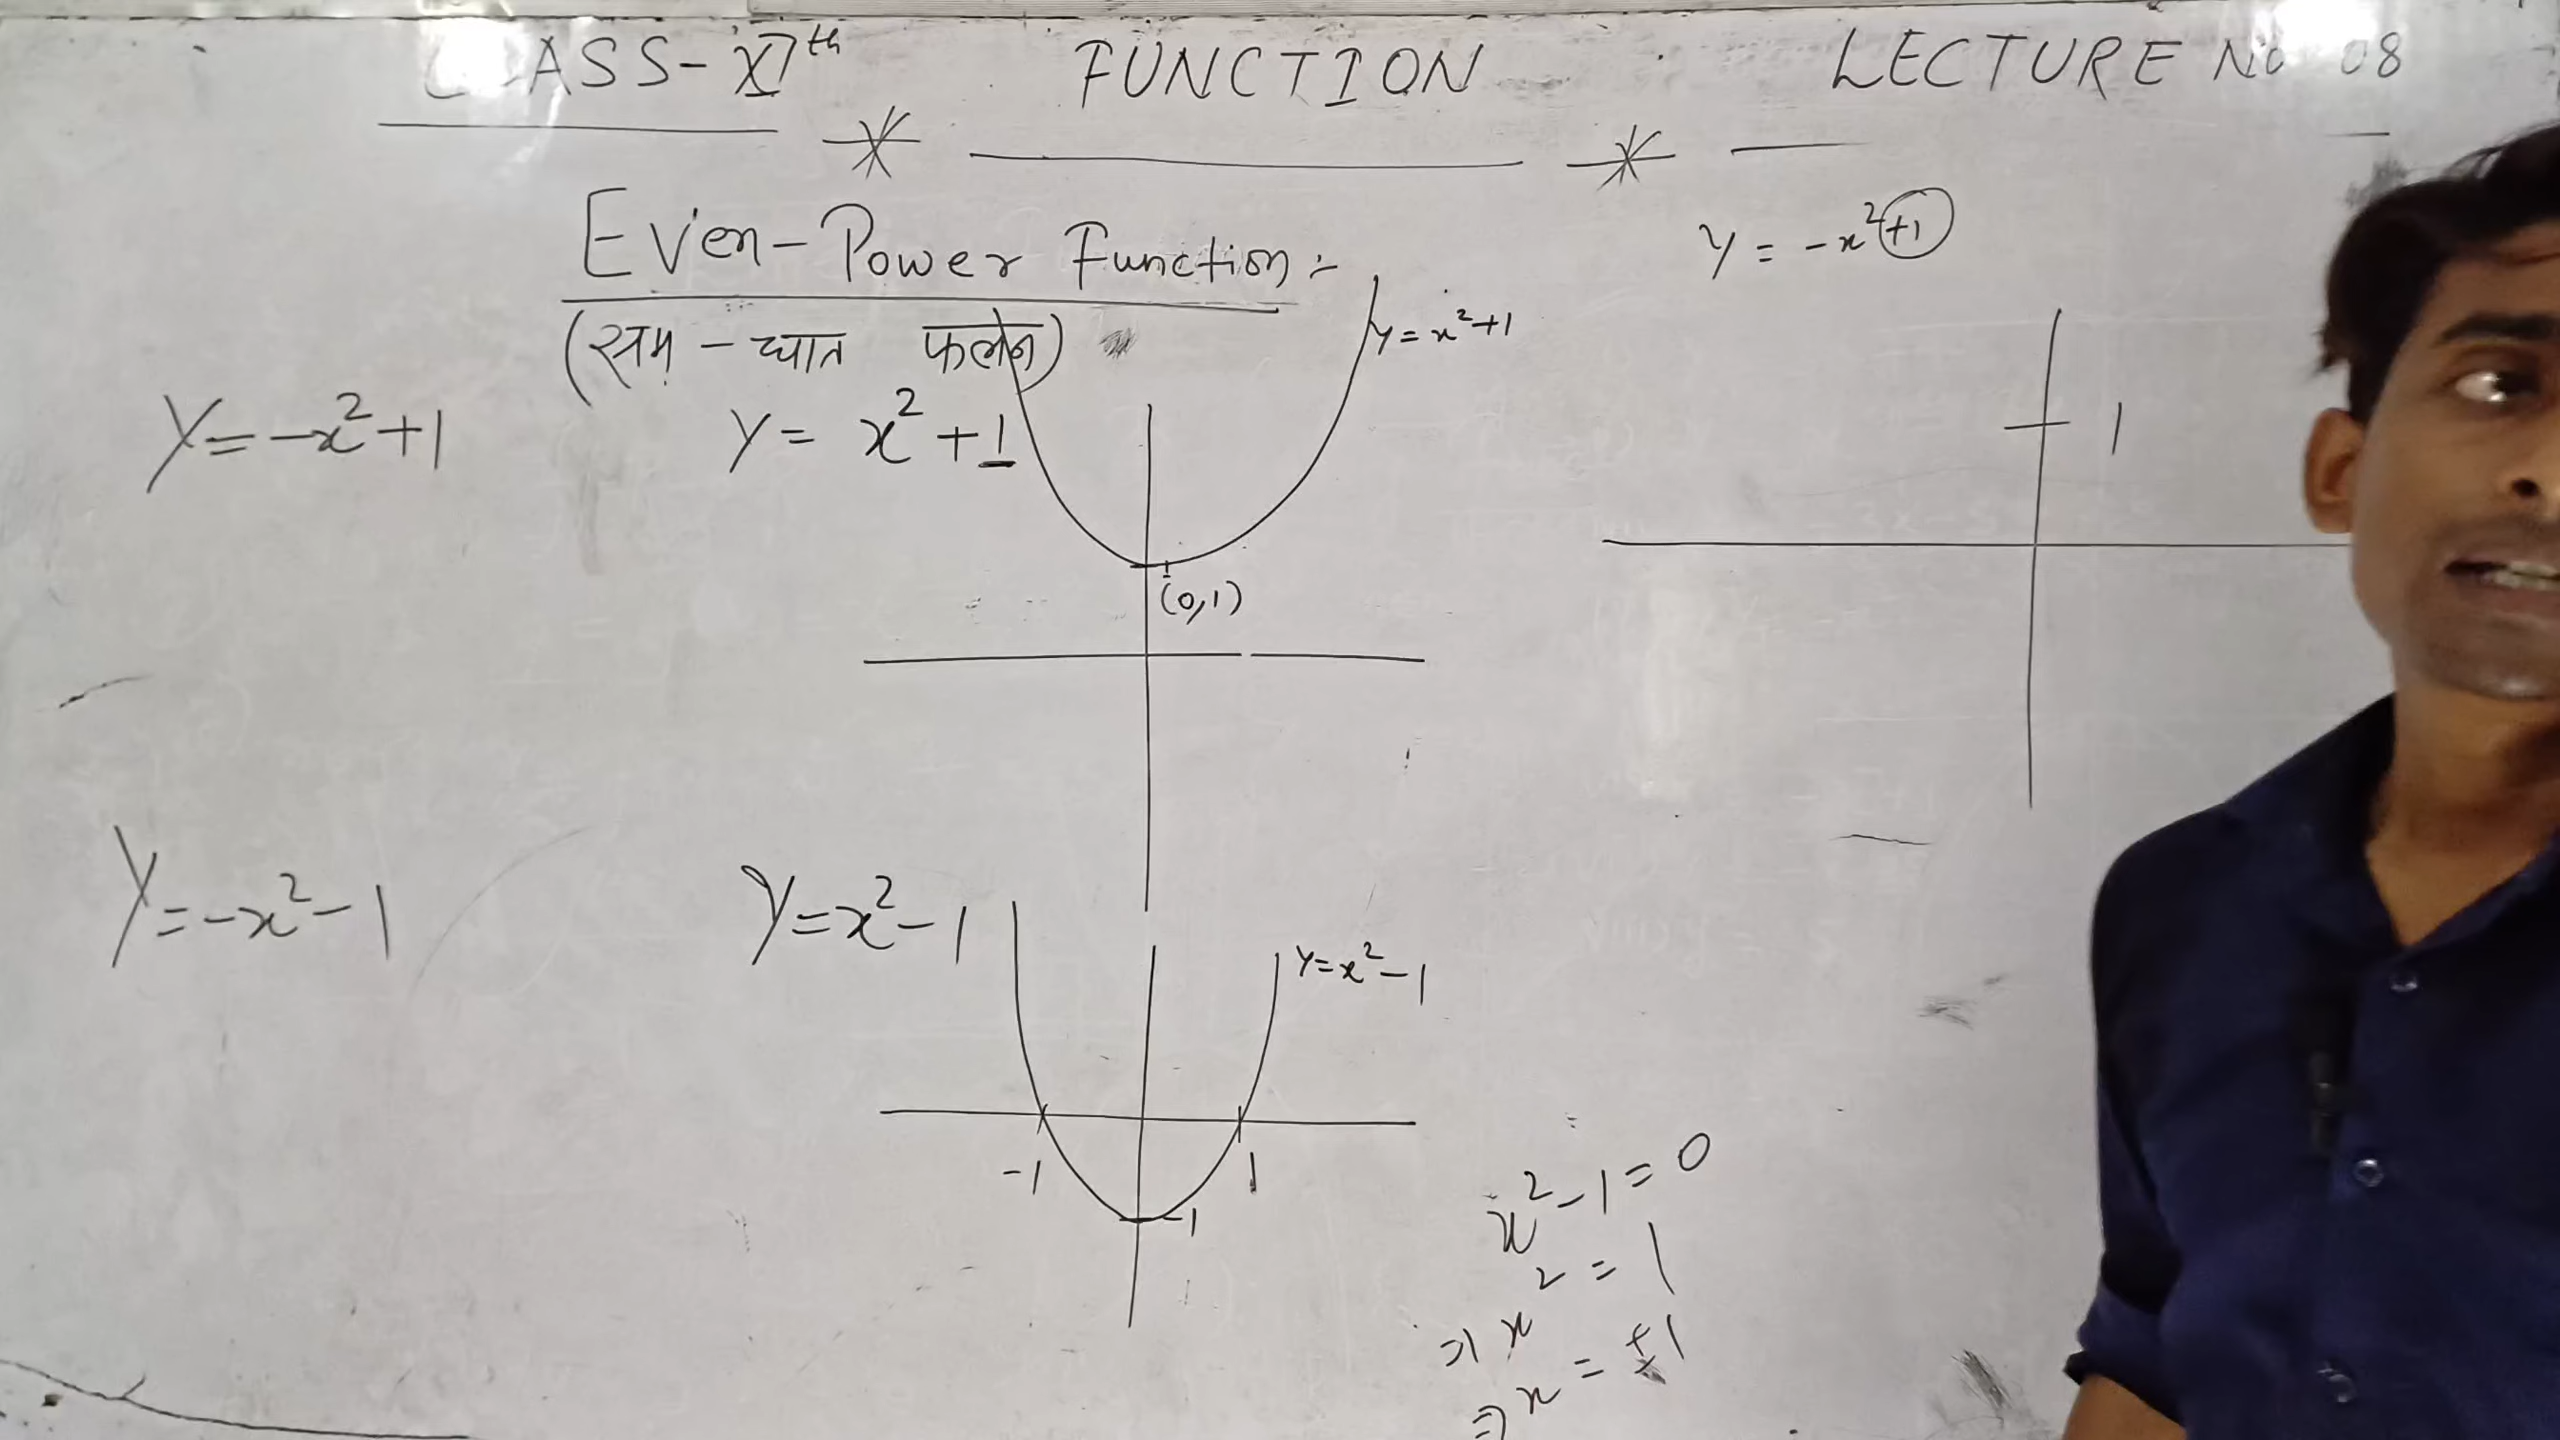 CLASS-XIth FUNCTION LECTURE No 08
Even-Power Function :-
(सम - घात फलन)
y = -x²+1
y = x²+1
y = -x²+1
y = x²+1
1
(0,1)
y = -x²-1
y = x²-1
y = x²-1
-1
1
-1
x²-1=0
⇒ x²=1
⇒ x=±1